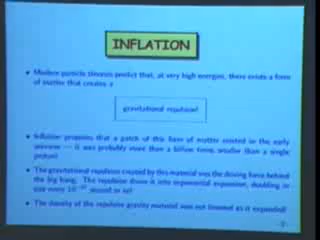 INFLATION
• Modern particle theories predict that, at very high energies, there exists a form
of matter that creates a
gravitational repulsion!
• Inflation proposes that a patch of this form of matter existed in the early
universe — it was probably more than a billion times smaller than a single
proton!
• The gravitational repulsion created by this material was the driving force behind
the big bang. The repulsion drove it into exponential expansion, doubling in
size every 10 second or so!
• The density of the repulsive gravity material was not lowered as it expanded!